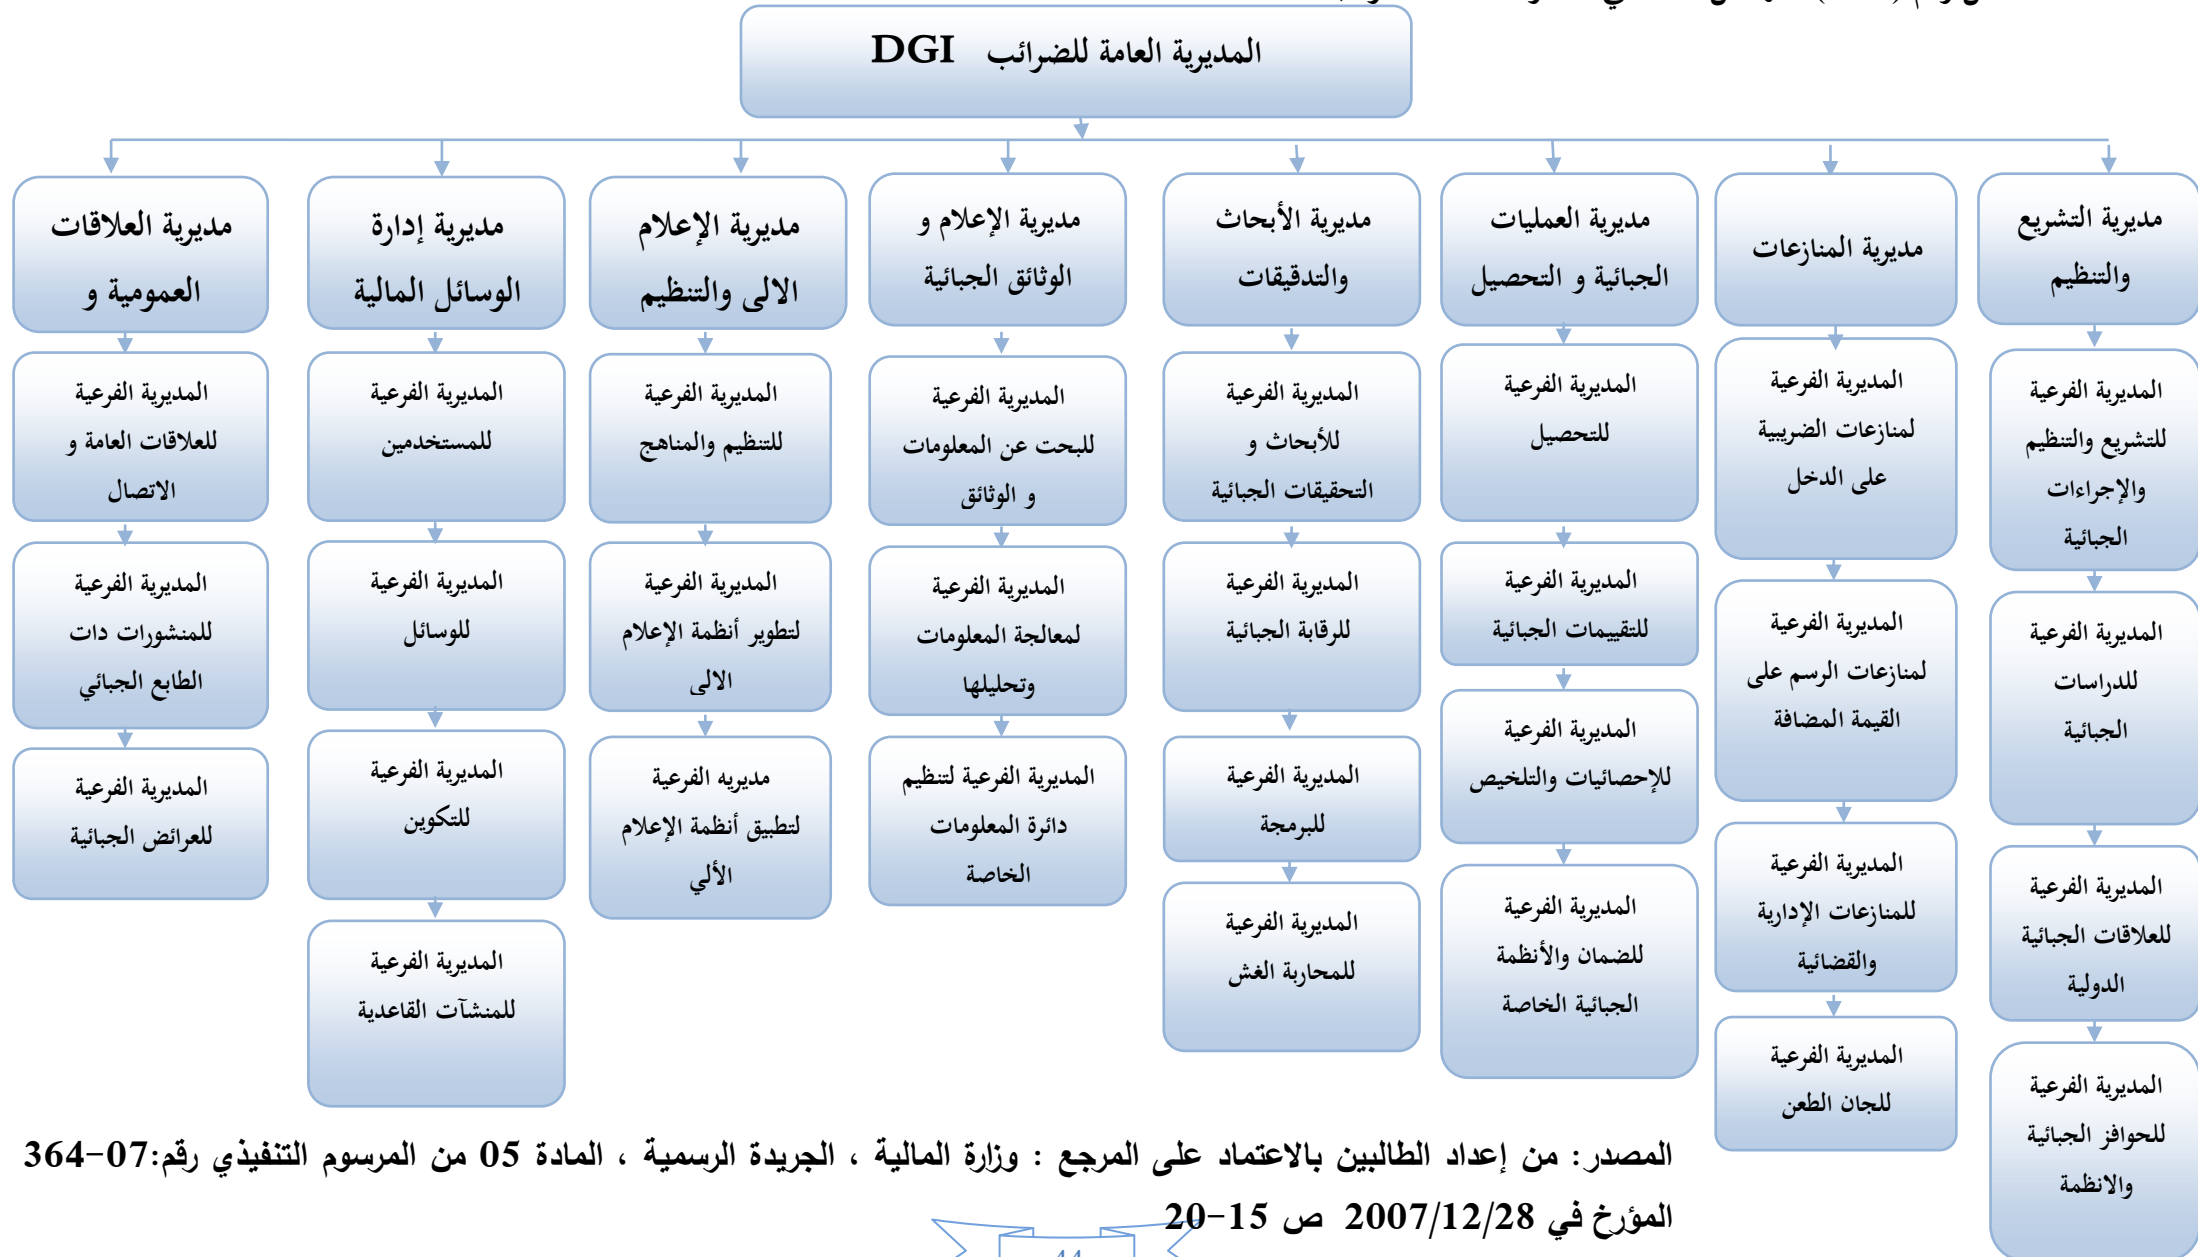 المديرية العامة للضرائب DGI
مديرية التشريع
والتنظيم
المديرية الفرعية
للتشريع والتنظيم
والإجراءات
الجبائية
المديرية الفرعية
للدراسات
الجبائية
المديرية الفرعية
للعلاقات الجبائية
الدولية
المديرية الفرعية
للحوافز الجبائية
والانظمة
مديرية المنازعات
المديرية الفرعية
لمنازعات الضريبية
على الدخل
المديرية الفرعية
لمنازعات الرسم على
القيمة المضافة
المديرية الفرعية
للمنازعات الإدارية
والقضائية
المديرية الفرعية
للجان الطعن
مديرية العمليات
الجبائية و التحصيل
المديرية الفرعية
للتحصيل
المديرية الفرعية
للتقييمات الجبائية
المديرية الفرعية
للإحصائيات والتلخيص
المديرية الفرعية
للضمان والأنظمة
الجبائية الخاصة
مديرية الأبحاث
والتدقيقات
المديرية الفرعية
للأبحاث و
التحقيقات الجبائية
المديرية الفرعية
للرقابة الجبائية
المديرية الفرعية
للبرمجة
المديرية الفرعية
للمحاربة الغش
مديرية الإعلام و
الوثائق الجبائية
المديرية الفرعية
للبحت عن المعلومات
و الوثائق
المديرية الفرعية
لمعالجة المعلومات
وتحليلها
المديرية الفرعية لتنظيم
دائرة المعلومات
الخاصة
مديرية الإعلام
الالى والتنظيم
المديرية الفرعية
للتنظيم والمناهج
المديرية الفرعية
لتطوير أنظمة الإعلام
الالى
مديريه الفرعية
لتطبيق أنظمة الإعلام
الألي
مديرية إدارة
الوسائل المالية
المديرية الفرعية
للمستخدمين
المديرية الفرعية
للوسائل
المديرية الفرعية
للتكوين
المديرية الفرعية
للمنشآت القاعدية
مديرية العلاقات
العمومية و
المديرية الفرعية
للعلاقات العامة و
الاتصال
المديرية الفرعية
للمنشورات دات
الطابع الجبائي
المديرية الفرعية
للعرائض الجبائية
المصدر: من إعداد الطالبين بالاعتماد على المرجع : وزارة المالية ، الجريدة الرسمية ، المادة 05 من المرسوم التنفيذي رقم:07-364
المؤرخ في 2007/12/28 ص 15-20